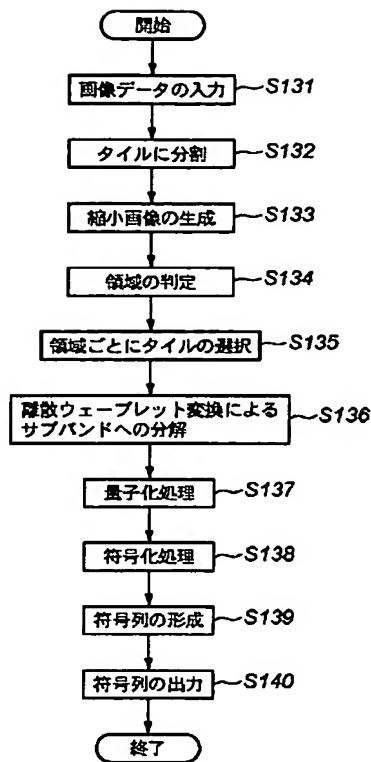 開始
画像データの入力 S131
タイルに分割 S132
縮小画像の生成 S133
領域の判定 S134
領域ごとにタイルの選択 S135
離散ウェーブレット変換による
サブバンドへの分解 S136
量子化処理 S137
符号化処理 S138
符号列の形成 S139
符号列の出力 S140
終了